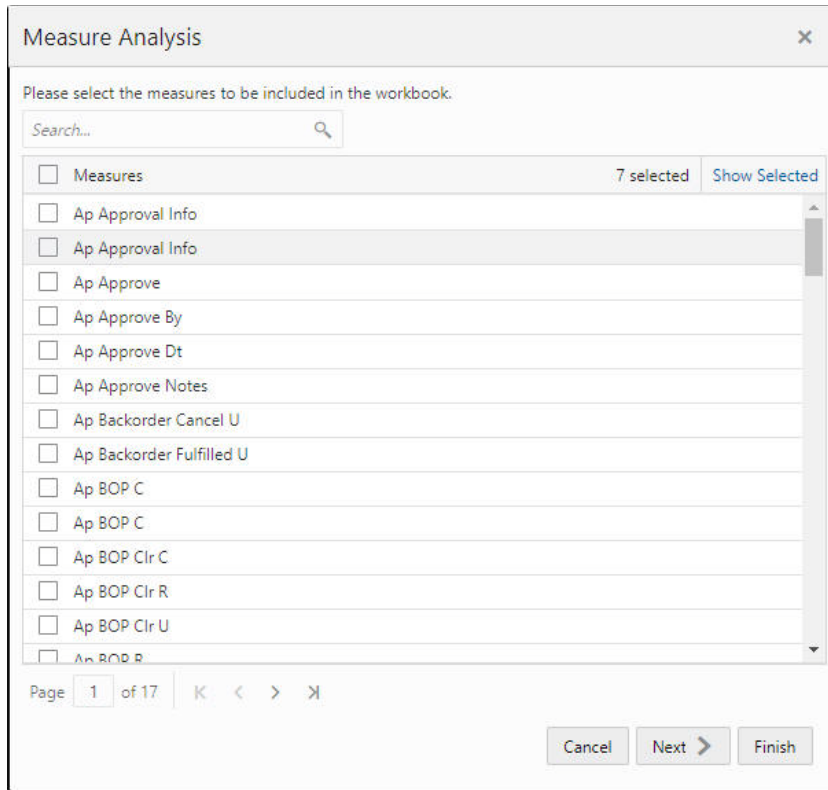 Measure Analysis
Please select the measures to be included in the workbook.
Search...
Measures 7 selected Show Selected
Ap Approval Info
Ap Approval Info
Ap Approve
Ap Approve By
Ap Approve Dt
Ap Approve Notes
Ap Backorder Cancel U
Ap Backorder Fulfilled U
Ap BOP C
Ap BOP C
Ap BOP Clr C
Ap BOP Clr R
Ap BOP Clr U
Ap BOP R
Page 1 of 17
Cancel Next Finish